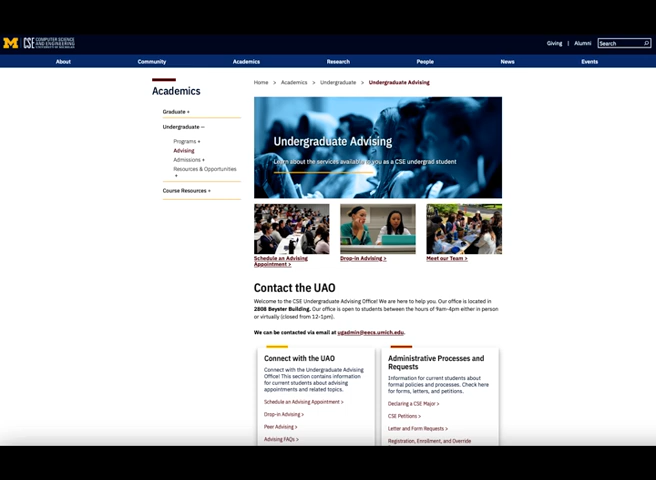 M CSE COMPUTER SCIENCE
AND ENGINEERING
Giving | Alumni Search
About Community Academics Research People News Events
Academics
Graduate +
Undergraduate –
Programs +
Advising
Admissions +
Resources & Opportunities
+
Course Resources +
Home > Academics > Undergraduate > Undergraduate Advising
Undergraduate Advising
Learn about the services available to you as a CSE undergrad student
Schedule an Advising
Appointment >
Drop-in Advising >
Meet our Team >
Contact the UAO
Welcome to the CSE Undergraduate Advising Office! We are here to help you. Our office is located in
2808 Beyster Building. Our office is open to students between the hours of 9am-4pm either in person
or virtually (closed from 12-1pm).
We can be contacted via email at ugadmin@eecs.umich.edu.
Connect with the UAO
Connect with the Undergraduate Advising
Office! This section contains information
for current students about advising
appointments and related topics.
Schedule an Advising Appointment >
Drop-in Advising >
Peer Advising >
Advising FAQs >
Administrative Processes and
Requests
Information for current students about
formal policies and processes. Check here
for forms, letters, and petitions.
Declaring a CSE Major >
CSE Petitions >
Letter and Form Requests >
Registration, Enrollment, and Override